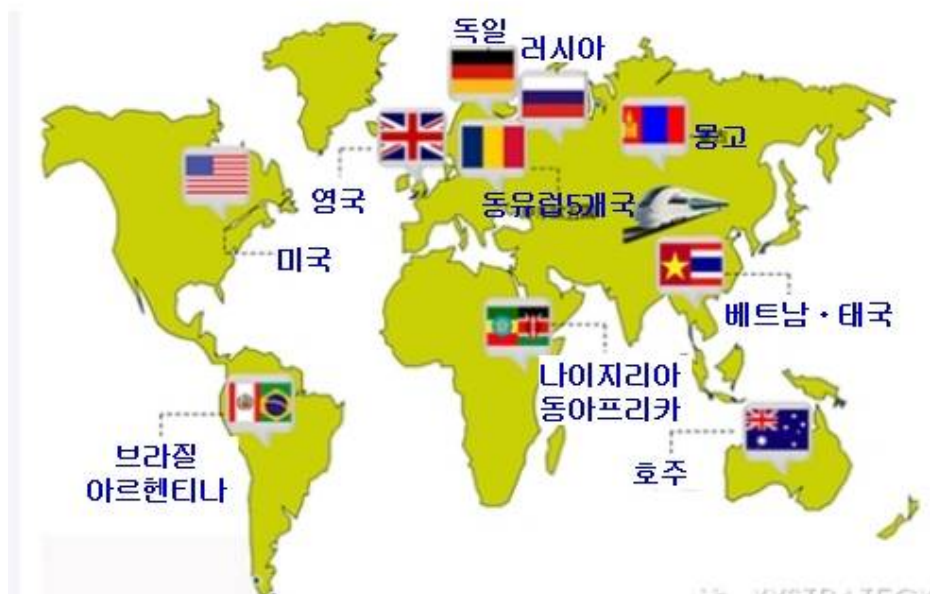 독일
러시아
몽고
영국
동유럽5개국
미국
베트남・태국
나이지리아
동아프리카
브라질
아르헨티나
호주